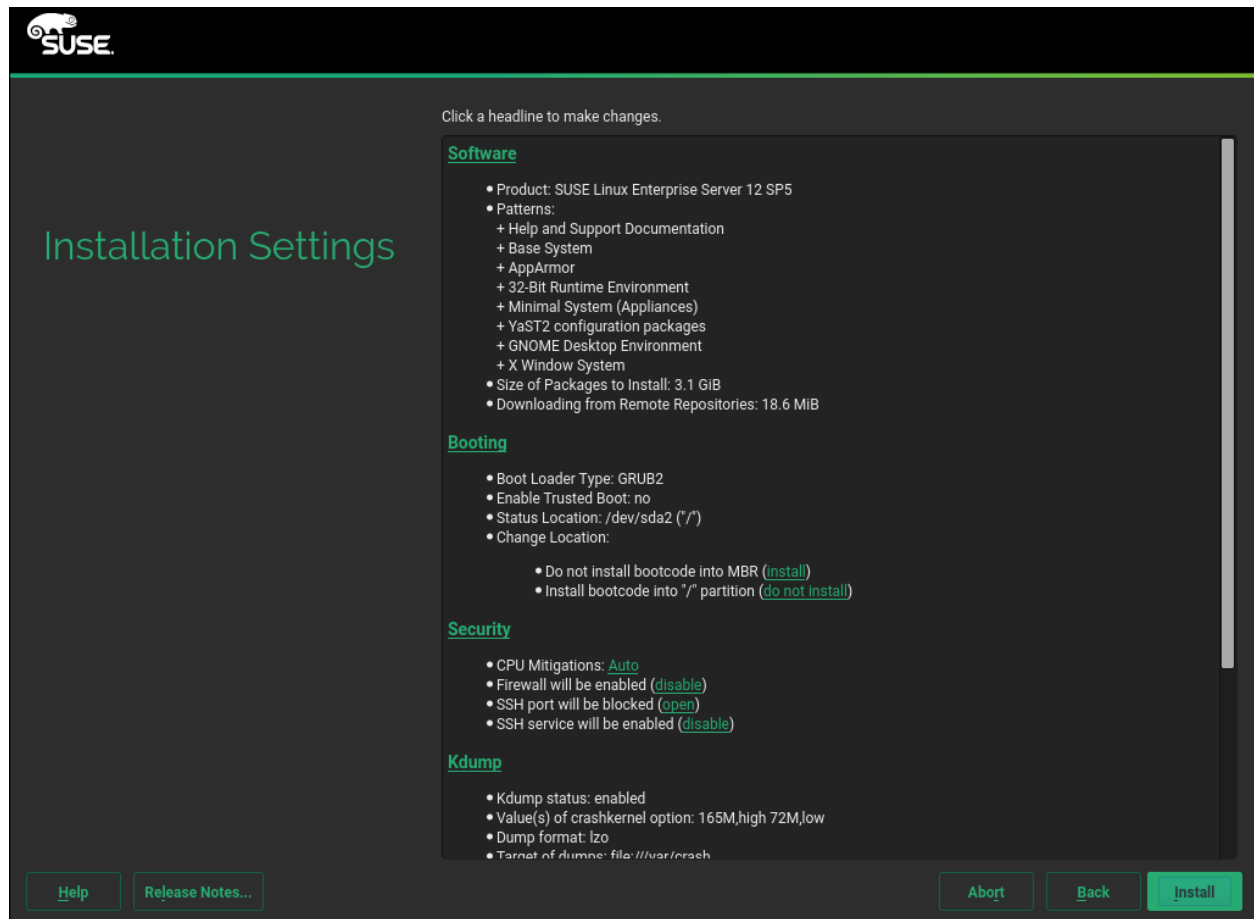 SUSE.
Click a headline to make changes.
Installation Settings
Software
• Product: SUSE Linux Enterprise Server 12 SP5
• Patterns:
+ Help and Support Documentation
+ Base System
+ AppArmor
+ 32-Bit Runtime Environment
+ Minimal System (Appliances)
+ YaST2 configuration packages
+ GNOME Desktop Environment
+ X Window System
• Size of Packages to Install: 3.1 GiB
• Downloading from Remote Repositories: 18.6 MiB
Booting
• Boot Loader Type: GRUB2
• Enable Trusted Boot: no
• Status Location: /dev/sda2 ("/")
• Change Location:
• Do not install bootcode into MBR (install)
• Install bootcode into "/" partition (do not install)
Security
• CPU Mitigations: Auto
• Firewall will be enabled (disable)
• SSH port will be blocked (open)
• SSH service will be enabled (disable)
Kdump
• Kdump status: enabled
• Value(s) of crashkernel option: 165M,high 72M,low
• Dump format: lzo
• Target of dumps: file:///var/crash
Help
Release Notes...
Abort
Back
Install